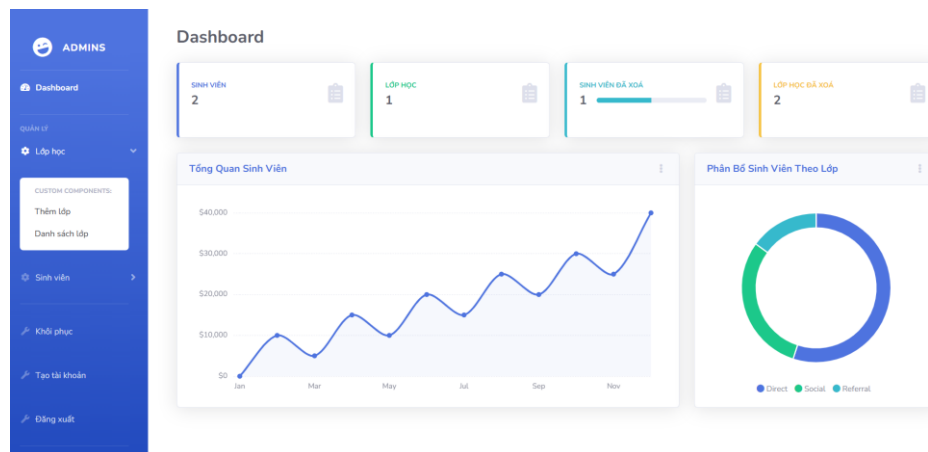 ADMINS
Dashboard
QUẢN LÍ
Lớp học
CUSTOM COMPONENTS:
Thêm lớp
Danh sách lớp
Sinh viên
Khôi phục
Tạo tài khoản
Đăng xuất
Dashboard
SINH VIÊN
2
LỚP HỌC
1
SINH VIÊN ĐÃ XOÁ
1
LỚP HỌC ĐÃ XOÁ
2
Tổng Quan Sinh Viên
$40,000
$30,000
$20,000
$10,000
$0
Jan Mar May Jul Sep Nov
Phân Bố Sinh Viên Theo Lớp
Direct Social Referral